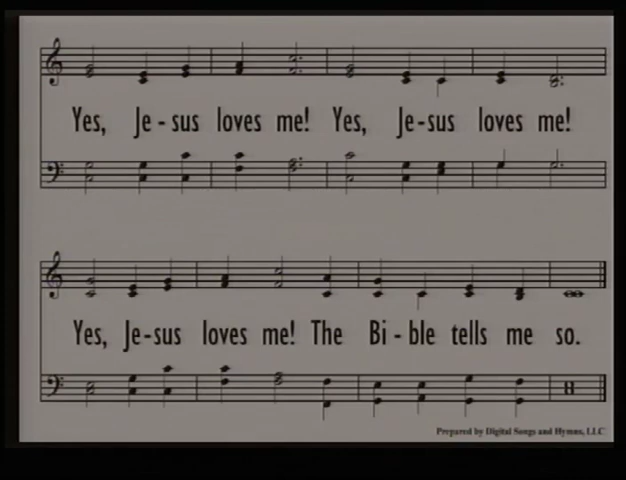 Yes, Je - sus loves me! Yes, Je - sus loves me!
Yes, Je - sus loves me! The Bi - ble tells me so.
Prepared by Digital Songs and Hymns, LLC